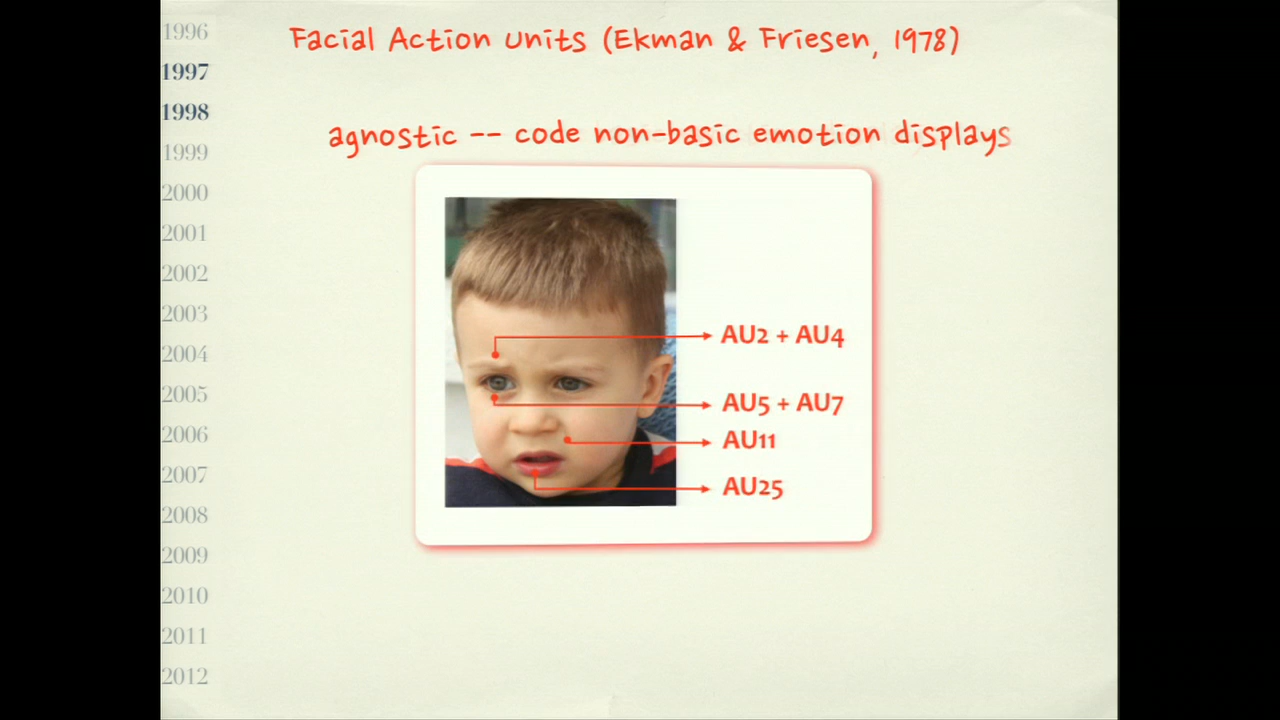 Facial Action Units (Ekman & Friesen, 1978)
agnostic -- code non-basic emotion displays
1996
1997
1998
1999
2000
2001
2002
2003
2004
2005
2006
2007
2008
2009
2010
2011
2012
AU2 + AU4
AU5 + AU7
AU11
AU25